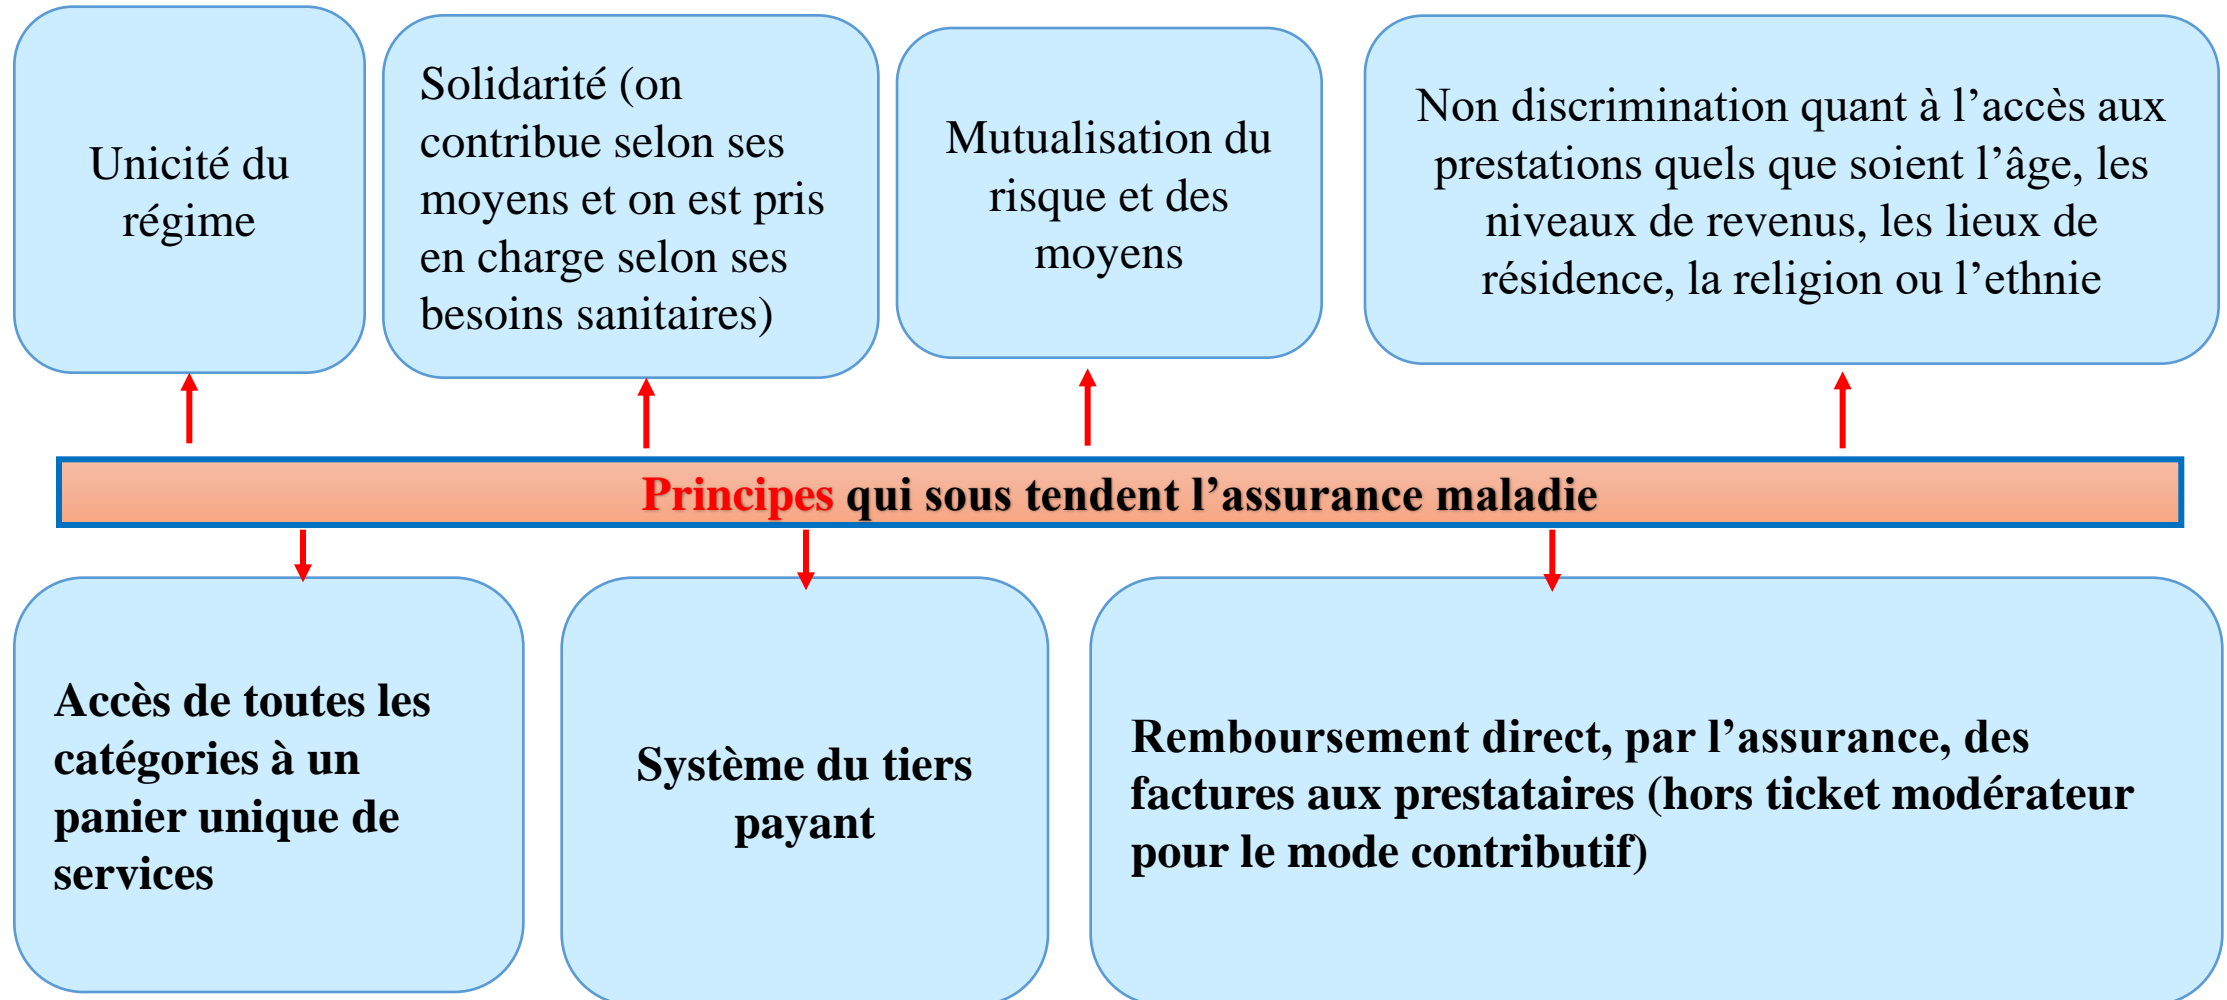 Unicité du
régime
Solidarité (on
contribue selon ses
moyens et on est pris
en charge selon ses
besoins sanitaires)
Mutualisation du
risque et des
moyens
Non discrimination quant à l’accès aux
prestations quels que soient l’âge, les
niveaux de revenus, les lieux de
résidence, la religion ou l’ethnie
Principes qui sous tendent l’assurance maladie
Accès de toutes les
catégories à un
panier unique de
services
Système du tiers
payant
Remboursement direct, par l’assurance, des
factures aux prestataires (hors ticket modérateur
pour le mode contributif)